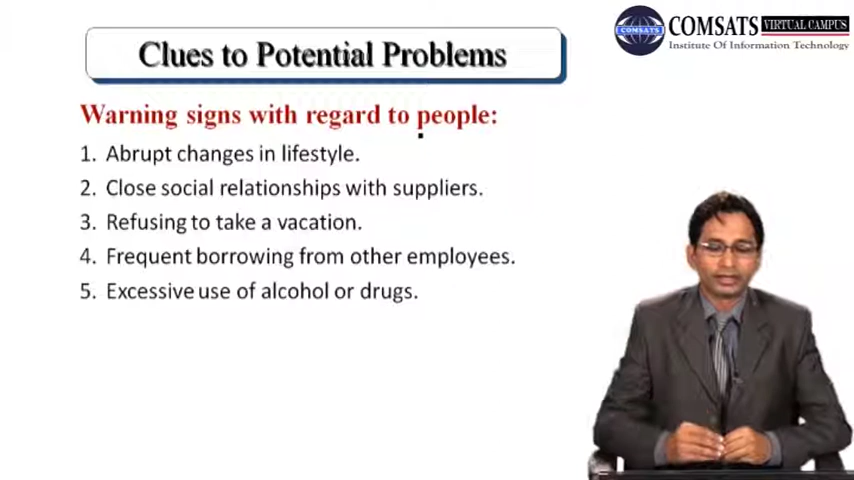 Clues to Potential Problems
COMSATS VIRTUAL CAMPUS
COMSATS
Institute Of Information Technology
Warning signs with regard to people:
1. Abrupt changes in lifestyle.
2. Close social relationships with suppliers.
3. Refusing to take a vacation.
4. Frequent borrowing from other employees.
5. Excessive use of alcohol or drugs.